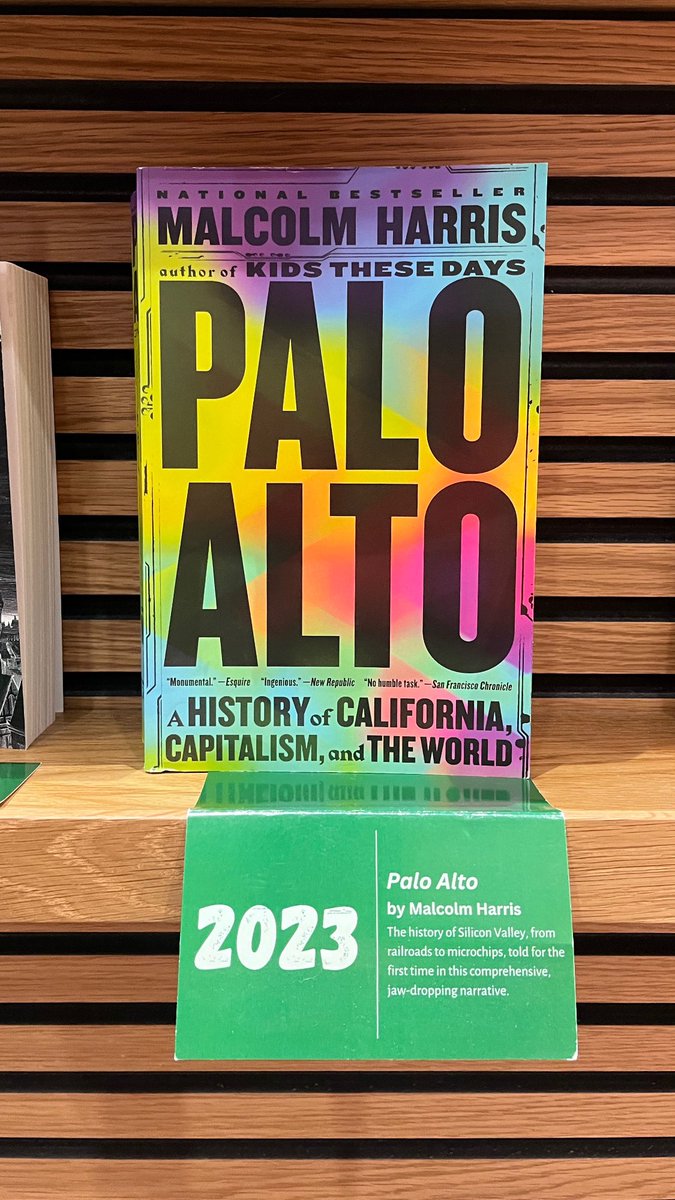 NATIONAL BESTSELLER
MALCOLM HARRIS
author of KIDS THESE DAYS
PALO
ALTO
“Monumental.” —Esquire “Ingenious.” —New Republic “No humble task.” —San Francisco Chronicle
A HISTORY of CALIFORNIA,
CAPITALISM, and THE WORLD
2023
Palo Alto
by Malcolm Harris
The history of Silicon Valley, from
railroads to microchips, told for the
first time in this comprehensive,
jaw-dropping narrative.